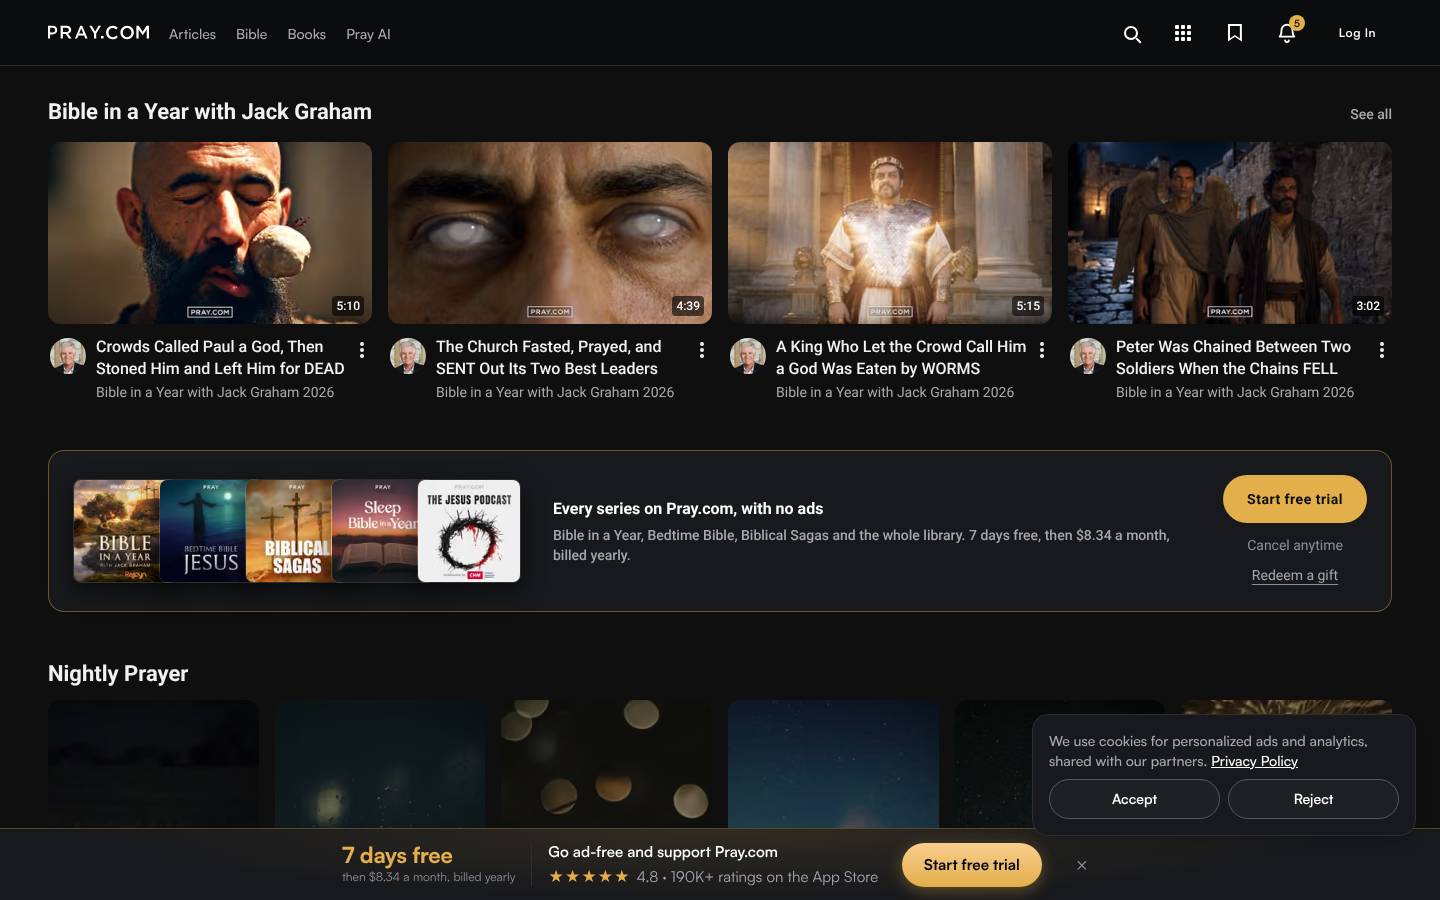 PRAY.COM
Articles
Bible
Books
Pray AI
5
Log In
Bible in a Year with Jack Graham
See all
PRAY.COM
5:10
PRAY.COM
4:39
PRAY.COM
5:15
PRAY.COM
3:02
Crowds Called Paul a God, Then
Stoned Him and Left Him for DEAD
Bible in a Year with Jack Graham 2026
The Church Fasted, Prayed, and
SENT Out Its Two Best Leaders
Bible in a Year with Jack Graham 2026
A King Who Let the Crowd Call Him
a God Was Eaten by WORMS
Bible in a Year with Jack Graham 2026
Peter Was Chained Between Two
Soldiers When the Chains FELL
Bible in a Year with Jack Graham 2026
PRAY.COM
BIBLE
IN A YEAR
WITH JACK GRAHAM
PRAY
BEDTIME BIBLE
JESUS
PRAY
BIBLICAL
SAGAS
PRAY
Sleep
Bible in a Year
PRAY.COM
THE JESUS PODCAST
Every series on Pray.com, with no ads
Bible in a Year, Bedtime Bible, Biblical Sagas and the whole library. 7 days free, then $8.34 a month,
billed yearly.
Start free trial
Cancel anytime
Redeem a gift
Nightly Prayer
We use cookies for personalized ads and analytics,
shared with our partners. Privacy Policy
Accept
Reject
7 days free
then $8.34 a month, billed yearly
Go ad-free and support Pray.com
★★★★★ 4.8 · 190K+ ratings on the App Store
Start free trial
×